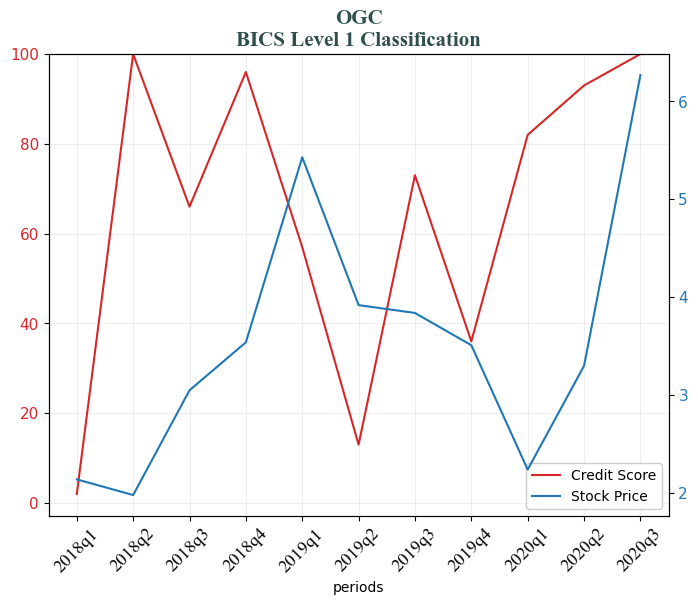 OGC
BICS Level 1 Classification
100
80
60
40
20
0
6
5
4
3
2
Credit Score
Stock Price
2018q1 2018q2 2018q3 2018q4 2019q1 2019q2 2019q3 2019q4 2020q1 2020q2 2020q3
periods